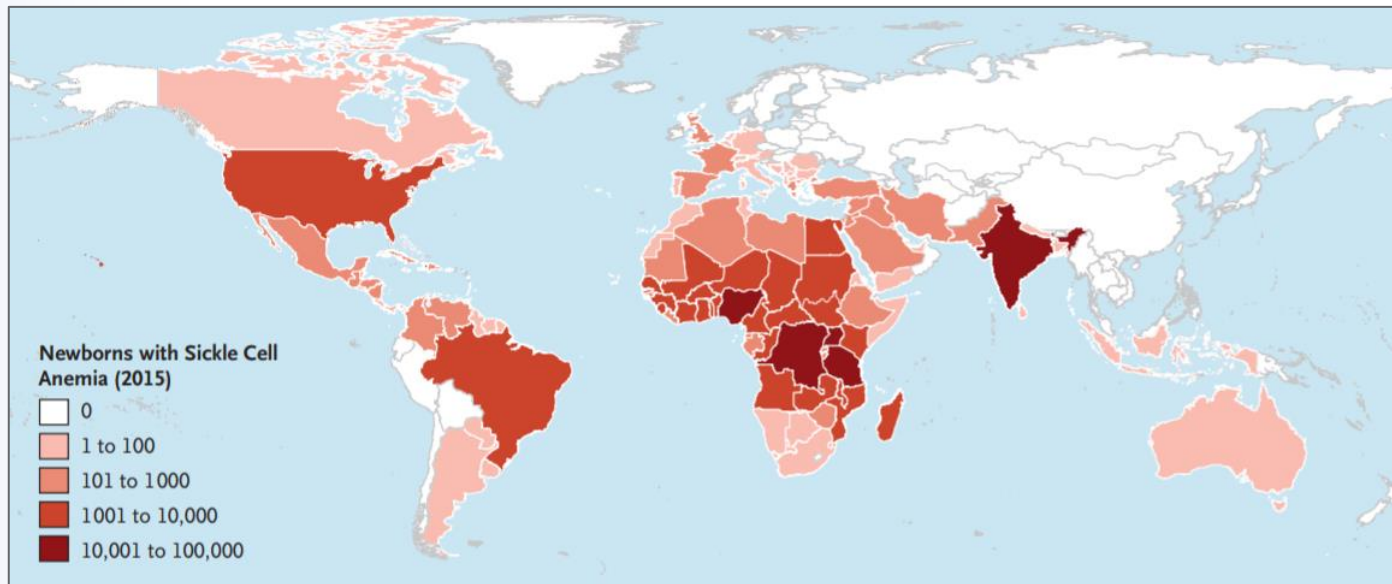 Newborns with Sickle Cell
Anemia (2015)
0
1 to 100
101 to 1000
1001 to 10,000
10,001 to 100,000